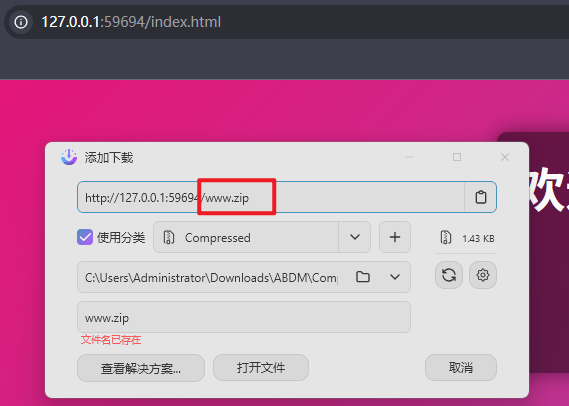 127.0.0.1:59694/index.html
添加下载
http://127.0.0.1:59694/www.zip
使用分类
Compressed
1.43 KB
C:\Users\Administrator\Downloads\ABDM\Comp
www.zip
文件名已存在
查看解决方案...
打开文件
取消